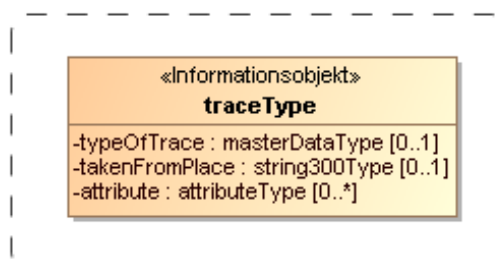 «Informationsobjekt»
traceType
-typeOfTrace : masterDataType [0..1]
-takenFromPlace : string300Type [0..1]
-attribute : attributeType [0..*]